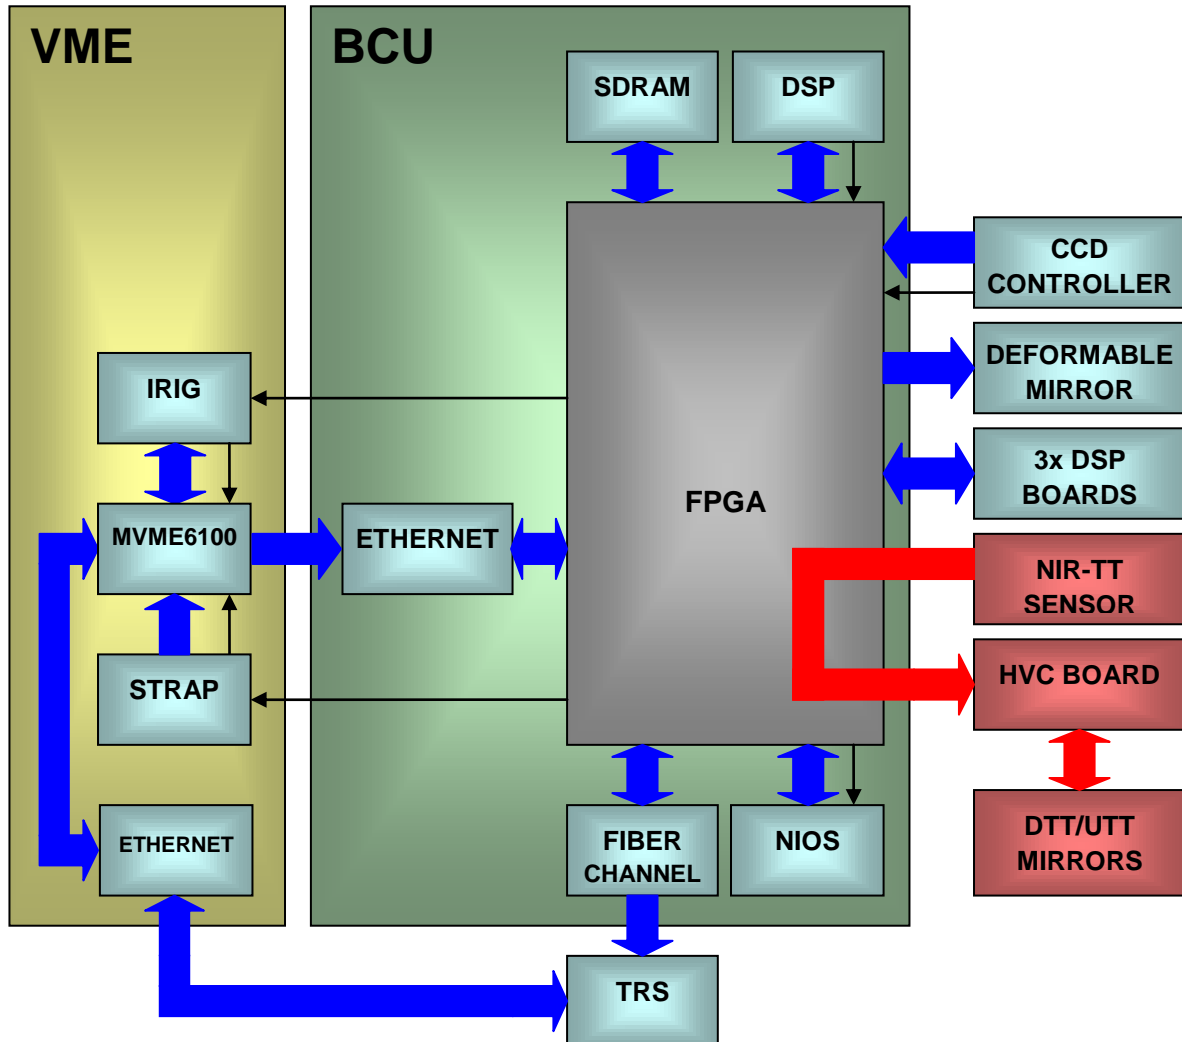 VME
BCU
SDRAM
DSP
CCD
CONTROLLER
DEFORMABLE
MIRROR
IRIG
3x DSP
BOARDS
FPGA
MVME6100
ETHERNET
NIR-TT
SENSOR
STRAP
HVC BOARD
ETHERNET
FIBER
CHANNEL
NIOS
DTT/UTT
MIRRORS
TRS